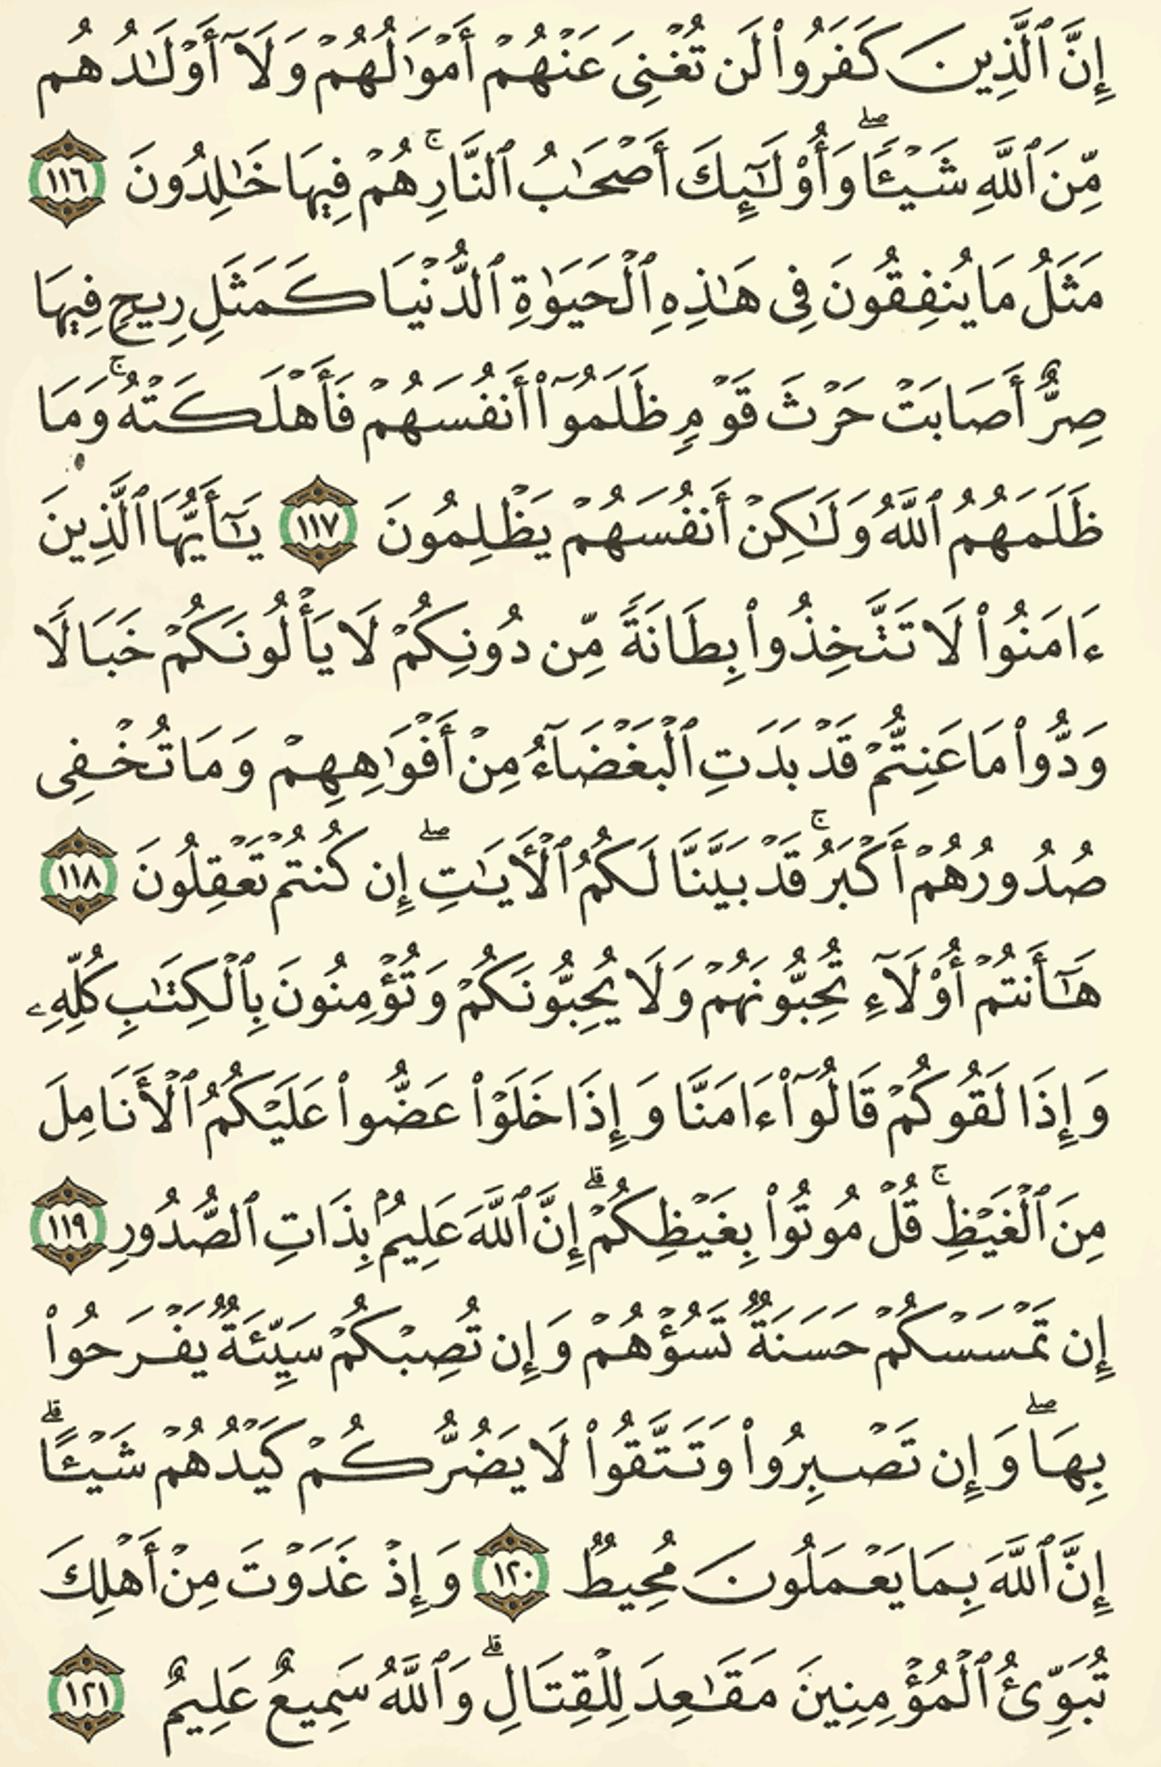 إِنَّ ٱلَّذِينَ كَفَرُوا۟ لَن تُغْنِىَ عَنْهُمْ أَمْوَٰلُهُمْ وَلَآ أَوْلَـٰدُهُم
مِّنَ ٱللَّهِ شَيْـًٔا ۖ وَأُو۟لَـٰٓئِكَ أَصْحَـٰبُ ٱلنَّارِ ۚ هُمْ فِيهَا خَـٰلِدُونَ ١١٦
مَثَلُ مَا يُنفِقُونَ فِى هَـٰذِهِ ٱلْحَيَوٰةِ ٱلدُّنْيَا كَمَثَلِ رِيحٍ فِيهَا
صِرٌّ أَصَابَتْ حَرْثَ قَوْمٍ ظَلَمُوٓا۟ أَنفُسَهُمْ فَأَهْلَكَتْهُ ۚ وَمَا
ظَلَمَهُمُ ٱللَّهُ وَلَـٰكِنْ أَنفُسَهُمْ يَظْلِمُونَ ١١٧ يَـٰٓأَيُّهَا ٱلَّذِينَ
ءَامَنُوا۟ لَا تَتَّخِذُوا۟ بِطَانَةً مِّن دُونِكُمْ لَا يَأْلُونَكُمْ خَبَالًا
وَدُّوا۟ مَا عَنِتُّمْ قَدْ بَدَتِ ٱلْبَغْضَآءُ مِنْ أَفْوَٰهِهِمْ وَمَا تُخْفِى
صُدُورُهُمْ أَكْبَرُ ۚ قَدْ بَيَّنَّا لَكُمُ ٱلْـَٔايَـٰتِ ۖ إِن كُنتُمْ تَعْقِلُونَ ١١٨
هَـٰٓأَنتُمْ أُو۟لَآءِ تُحِبُّونَهُمْ وَلَا يُحِبُّونَكُمْ وَتُؤْمِنُونَ بِٱلْكِتَـٰبِ كُلِّهِۦ
وَإِذَا لَقُوكُمْ قَالُوٓا۟ ءَامَنَّا وَإِذَا خَلَوْا۟ عَضُّوا۟ عَلَيْكُمُ ٱلْأَنَامِلَ
مِنَ ٱلْغَيْظِ ۚ قُلْ مُوتُوا۟ بِغَيْظِكُمْ ۗ إِنَّ ٱللَّهَ عَلِيمٌۢ بِذَاتِ ٱلصُّدُورِ ١١٩
إِن تَمْسَسْكُمْ حَسَنَةٌ تَسُؤْهُمْ وَإِن تُصِبْكُمْ سَيِّئَةٌ يَفْرَحُوا۟
بِهَا ۖ وَإِن تَصْبِرُوا۟ وَتَتَّقُوا۟ لَا يَضُرُّكُمْ كَيْدُهُمْ شَيْـًٔا ۗ
إِنَّ ٱللَّهَ بِمَا يَعْمَلُونَ مُحِيطٌ ١٢٠ وَإِذْ غَدَوْتَ مِنْ أَهْلِكَ
تُبَوِّئُ ٱلْمُؤْمِنِينَ مَقَـٰعِدَ لِلْقِتَالِ ۗ وَٱللَّهُ سَمِيعٌ عَلِيمٌ ١٢١